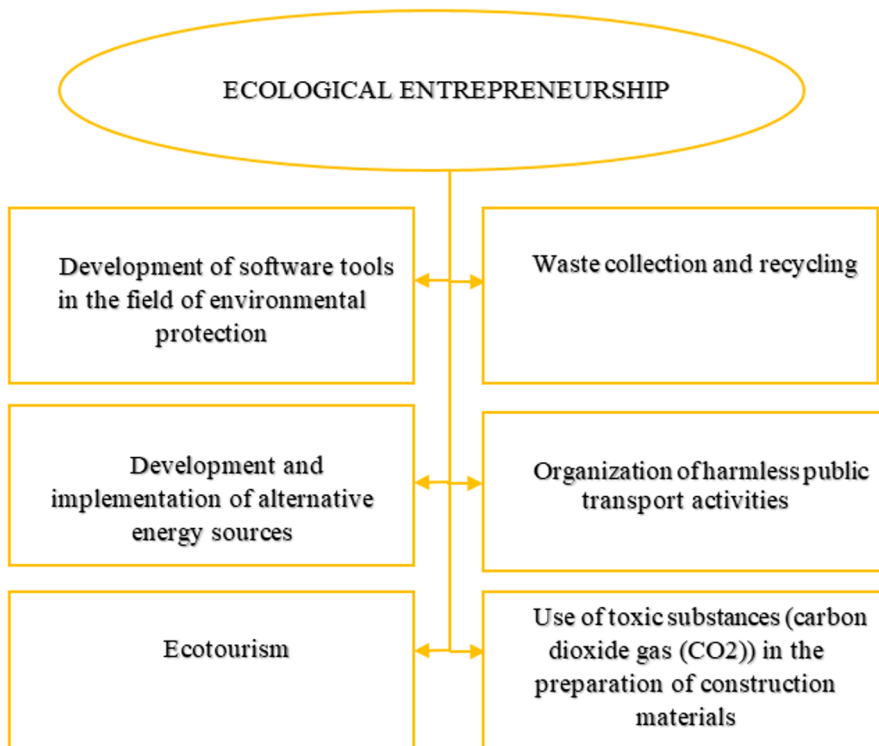 ECOLOGICAL ENTREPRENEURSHIP
Development of software tools
in the field of environmental
protection
Waste collection and recycling
Development and
implementation of alternative
energy sources
Organization of harmless public
transport activities
Ecotourism
Use of toxic substances (carbon
dioxide gas (CO2)) in the
preparation of construction
materials